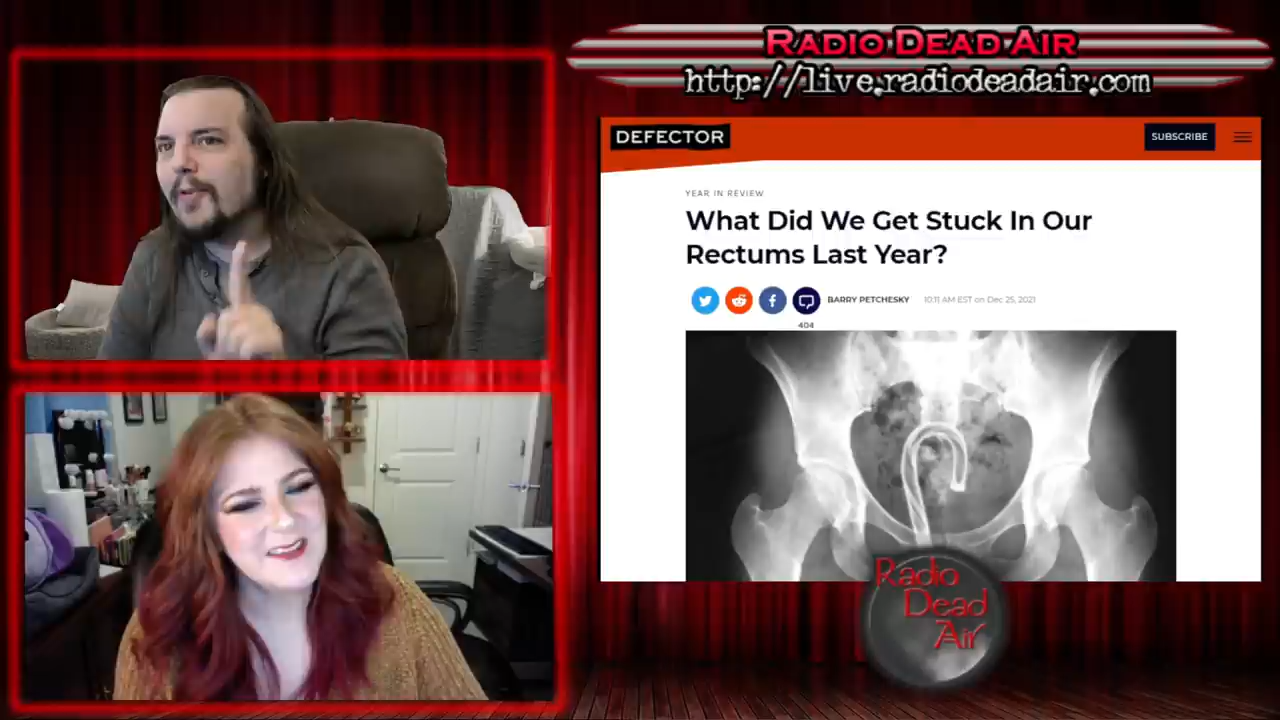 RADIO DEAD AIR
http://live.radiodeadair.com
DEFECTOR
SUBSCRIBE
YEAR IN REVIEW
What Did We Get Stuck In Our
Rectums Last Year?
BARRY PETCHESKY 10:11 AM EST on Dec 25, 2021
404
Radio
Dead
Air